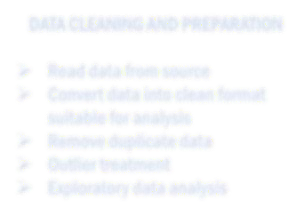 DATA CLEANING AND PREPARATION
➤ Read data from source
➤ Convert data into clean format
suitable for analysis
➤ Remove duplicate data
➤ Outlier treatment
➤ Exploratory data analysis